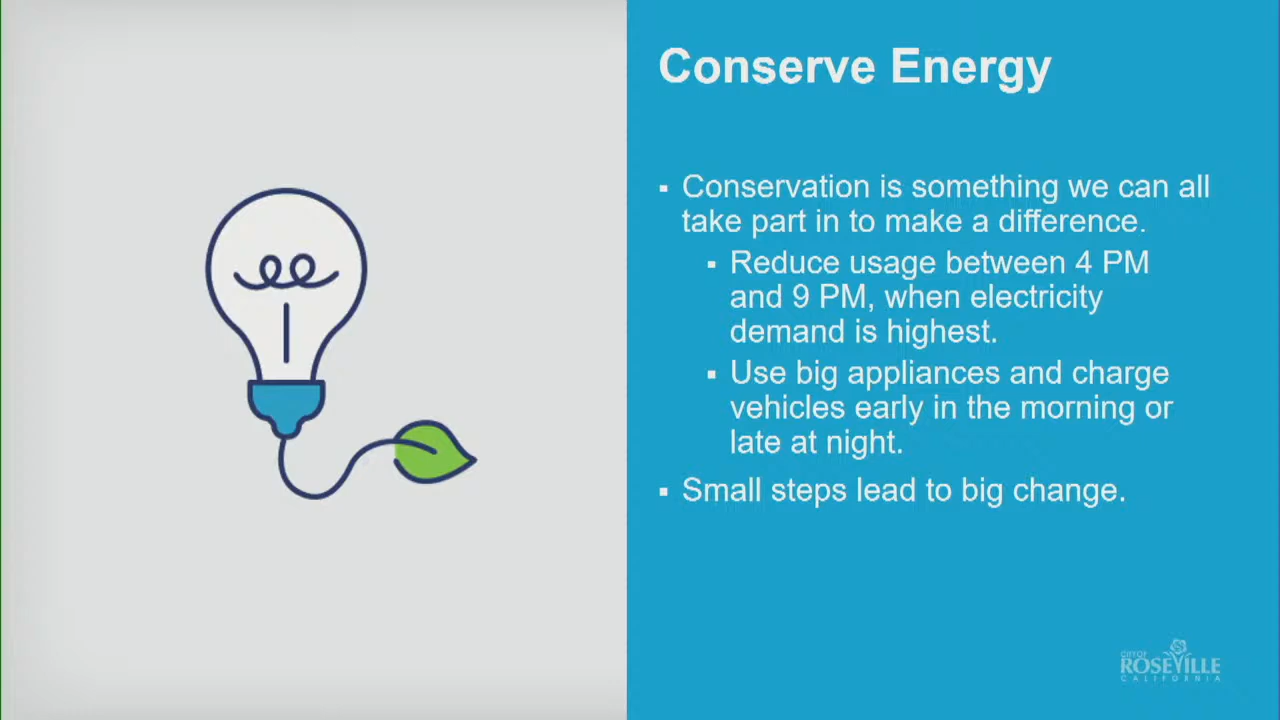 Conserve Energy
▪ Conservation is something we can all
take part in to make a difference.
▪ Reduce usage between 4 PM
and 9 PM, when electricity
demand is highest.
▪ Use big appliances and charge
vehicles early in the morning or
late at night.
▪ Small steps lead to big change.
CITY OF
ROSEVILLE
CALIFORNIA